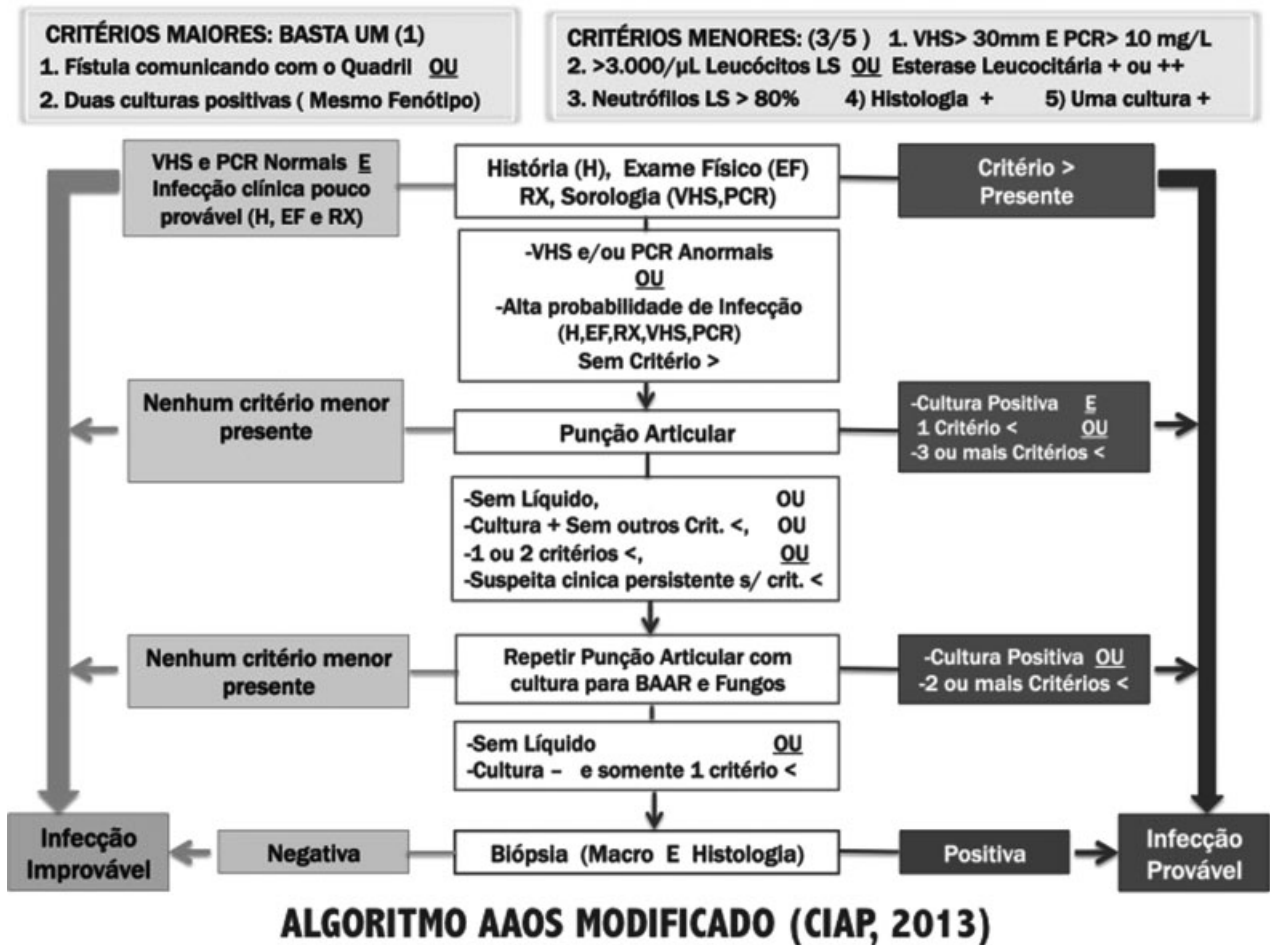 CRITÉRIOS MAIORES: BASTA UM (1)
1. Fístula comunicando com o Quadril OU
2. Duas culturas positivas ( Mesmo Fenótipo)
CRITÉRIOS MENORES: (3/5 ) 1. VHS> 30mm E PCR> 10 mg/L
2. >3.000/µL Leucócitos LS OU Esterase Leucocitária + ou ++
3. Neutrófilos LS > 80% 4) Histologia + 5) Uma cultura +
VHS e PCR Normais E
Infecção clínica pouco
provável (H, EF e RX)
História (H), Exame Físico (EF)
RX, Sorologia (VHS,PCR)
Critério >
Presente
-VHS e/ou PCR Anormais
OU
-Alta probabilidade de Infecção
(H,EF,RX,VHS,PCR)
Sem Critério >
Nenhum critério menor
presente
Punção Articular
-Cultura Positiva E
1 Critério < OU
-3 ou mais Critérios <
-Sem Líquido, OU
-Cultura + Sem outros Crit. <, OU
-1 ou 2 critérios <, OU
-Suspeita cinica persistente s/ crit. <
Nenhum critério menor
presente
Repetir Punção Articular com
cultura para BAAR e Fungos
-Cultura Positiva OU
-2 ou mais Critérios <
-Sem Líquido OU
-Cultura – e somente 1 critério <
Infecção
Improvável
Negativa
Biópsia (Macro E Histologia)
Positiva
Infecção
Provável
ALGORITMO AAOS MODIFICADO (CIAP, 2013)